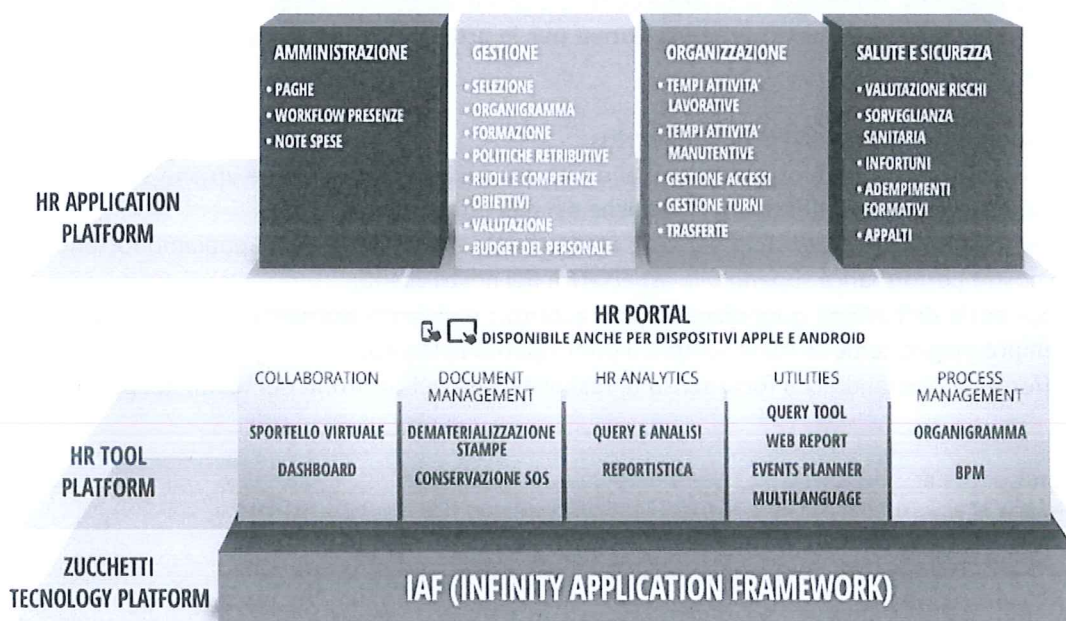 AMMINISTRAZIONE
• PAGHE
• WORKFLOW PRESENZE
• NOTE SPESE
GESTIONE
• SELEZIONE
• ORGANIGRAMMA
• FORMAZIONE
• POLITICHE RETRIBUTIVE
• RUOLI E COMPETENZE
• OBIETTIVI
• VALUTAZIONE
• BUDGET DEL PERSONALE
ORGANIZZAZIONE
• TEMPI ATTIVITA'
LAVORATIVE
• TEMPI ATTIVITA'
MANUTENTIVE
• GESTIONE ACCESSI
• GESTIONE TURNI
• TRASFERTE
SALUTE E SICUREZZA
• VALUTAZIONE RISCHI
• SORVEGLIANZA
SANITARIA
• INFORTUNI
• ADEMPIMENTI
FORMATIVI
• APPALTI
HR APPLICATION
PLATFORM
HR PORTAL
DISPONIBILE ANCHE PER DISPOSITIVI APPLE E ANDROID
COLLABORATION
SPORTELLO VIRTUALE
DASHBOARD
DOCUMENT
MANAGEMENT
DEMATERIALIZZAZIONE
STAMPE
CONSERVAZIONE SOS
HR ANALYTICS
QUERY E ANALISI
REPORTISTICA
UTILITIES
QUERY TOOL
WEB REPORT
EVENTS PLANNER
MULTILANGUAGE
PROCESS
MANAGEMENT
ORGANIGRAMMA
BPM
HR TOOL
PLATFORM
ZUCCHETTI
TECNOLOGY PLATFORM
IAF (INFINITY APPLICATION FRAMEWORK)